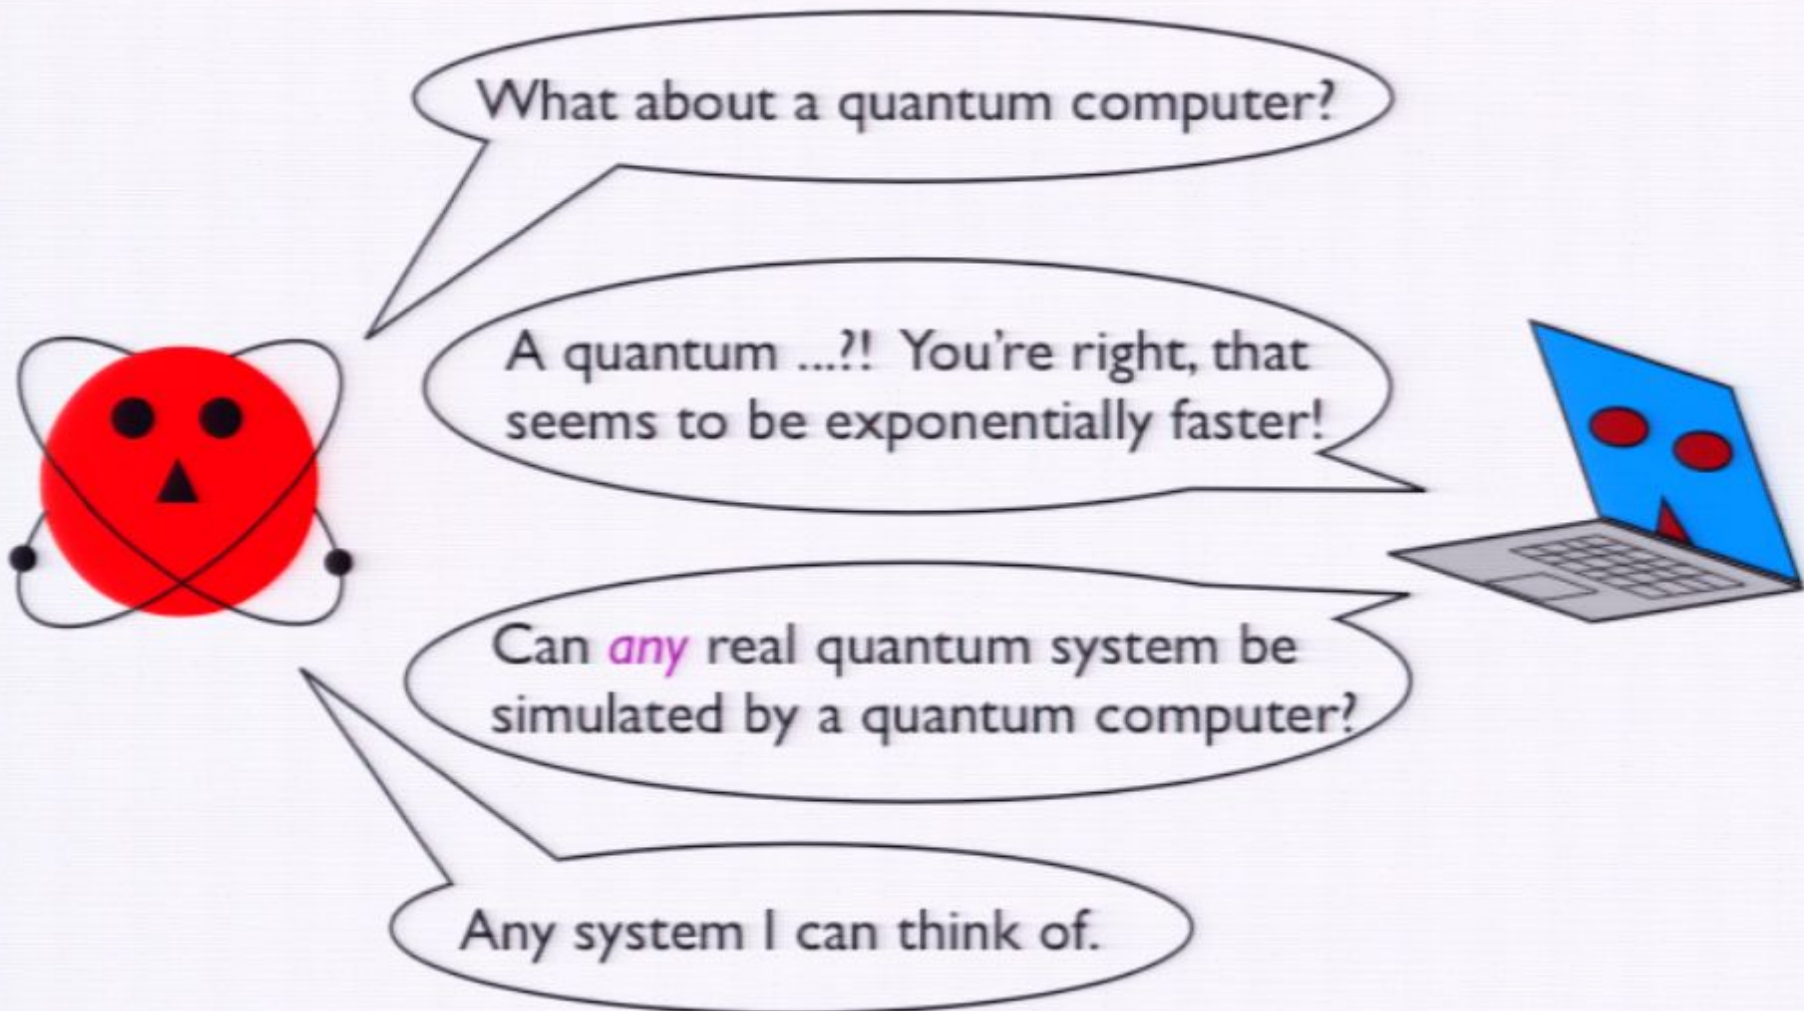 What about a quantum computer?
A quantum ...?! You're right, that
seems to be exponentially faster!
Can any real quantum system be
simulated by a quantum computer?
Any system I can think of.